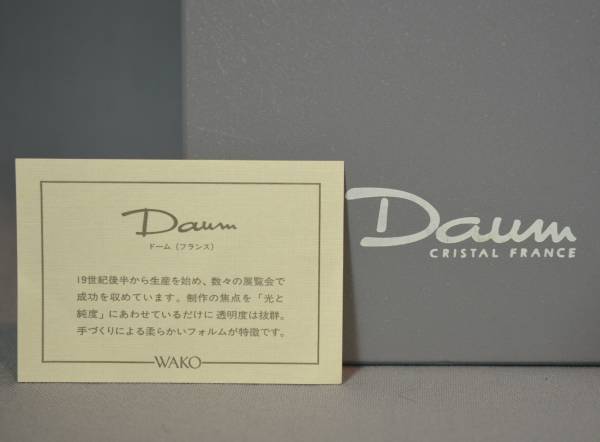 Daum
ドーム(フランス)
19世紀後半から生産を始め、数々の展覧会で
成功を収めています。制作の焦点を「光と
純度」にあわせているだけに透明度は抜群。
手づくりによる柔らかいフォルムが特徴です。
WAKO
Daum
CRISTAL FRANCE